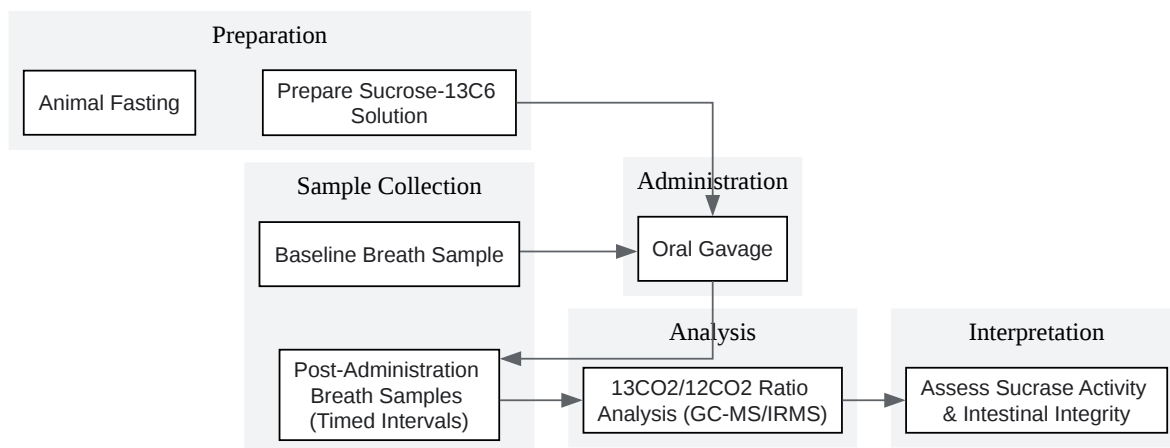 Preparation
Animal Fasting
Prepare Sucrose-13C6
Solution
Sample Collection
Administration
Baseline Breath Sample
Oral Gavage
Analysis
Interpretation
Post-Administration
Breath Samples
(Timed Intervals)
13CO2/12CO2 Ratio
Analysis (GC-MS/IRMS)
Assess Sucrase Activity
& Intestinal Integrity